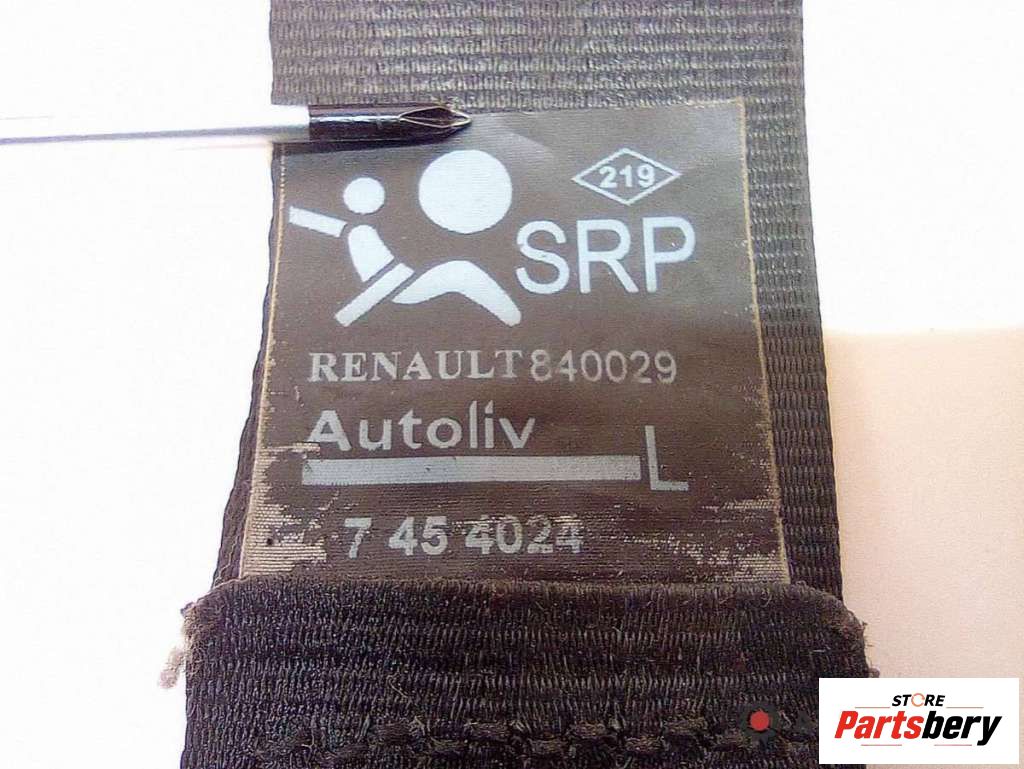 219
SRP
RENAULT 840029
Autoliv
L
7 45 4024
STORE
Partsbery